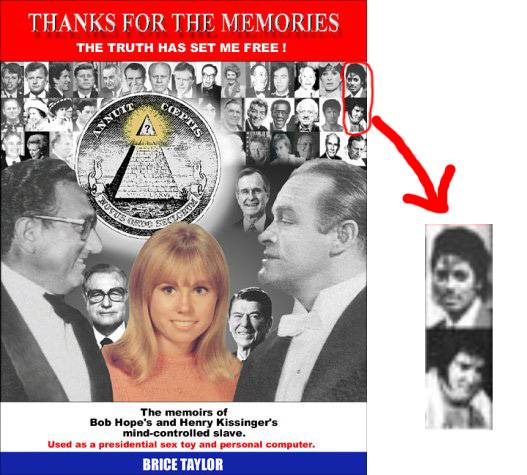 THANKS FOR THE MEMORIES
THE TRUTH HAS SET ME FREE !
ANNUIT CŒPTIS
?
NOVUS ORDO SECLORUM
The memoirs of
Bob Hope's and Henry Kissinger's
mind-controlled slave.
Used as a presidential sex toy and personal computer.
BRICE TAYLOR